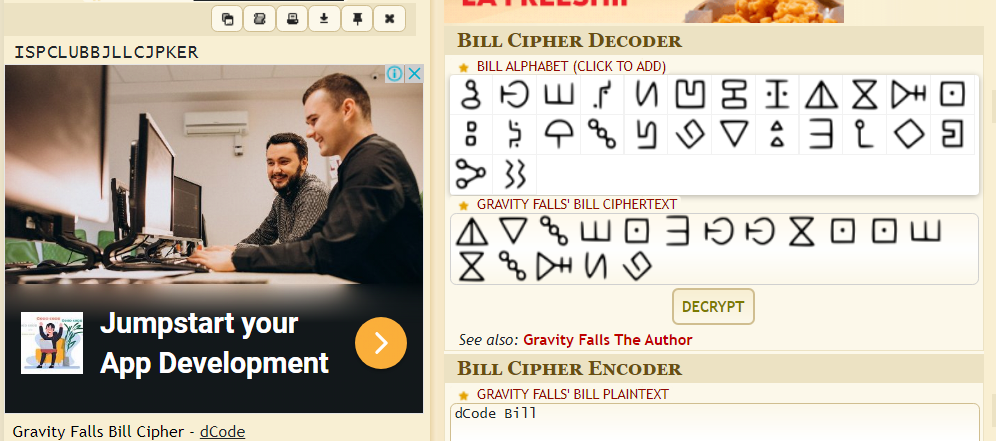 ISPCLUBBJLLCJPKER
Jumpstart your
App Development
Gravity Falls Bill Cipher - dCode
BILL CIPHER DECODER
BILL ALPHABET (CLICK TO ADD)
GRAVITY FALLS' BILL CIPHERTEXT
DECRYPT
See also: Gravity Falls The Author
BILL CIPHER ENCODER
GRAVITY FALLS' BILL PLAINTEXT
dCode Bill